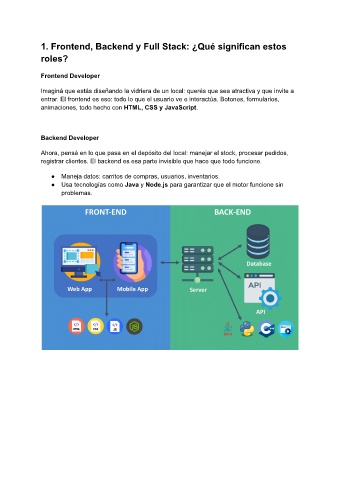 1. Frontend, Backend y Full Stack: ¿Qué significan estos
roles?
Frontend Developer
Imaginá que estás diseñando la vidriera de un local: querés que sea atractiva y que invite a
entrar. El frontend es eso: todo lo que el usuario ve o interactúa. Botones, formularios,
animaciones, todo hecho con HTML, CSS y JavaScript.
Backend Developer
Ahora, pensá en lo que pasa en el depósito del local: manejar el stock, procesar pedidos,
registrar clientes. El backend es esa parte invisible que hace que todo funcione.
● Maneja datos: carritos de compras, usuarios, inventarios.
● Usa tecnologías como Java y Node.js para garantizar que el motor funcione sin
problemas.
FRONT-END
BACK-END
Database
Web App
Mobile App
Server
API
API